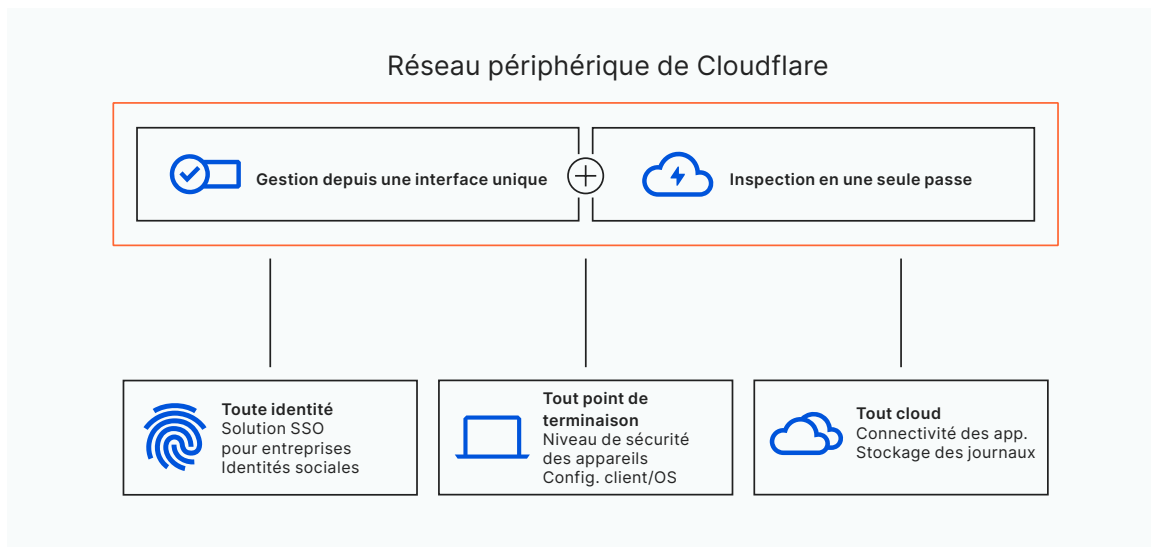 Réseau périphérique de Cloudflare
Gestion depuis une interface unique
Inspection en une seule passe
Toute identité
Solution SSO
pour entreprises
Identités sociales
Tout point de
terminaison
Niveau de sécurité
des appareils
Config. client/OS
Tout cloud
Connectivité des app.
Stockage des journaux